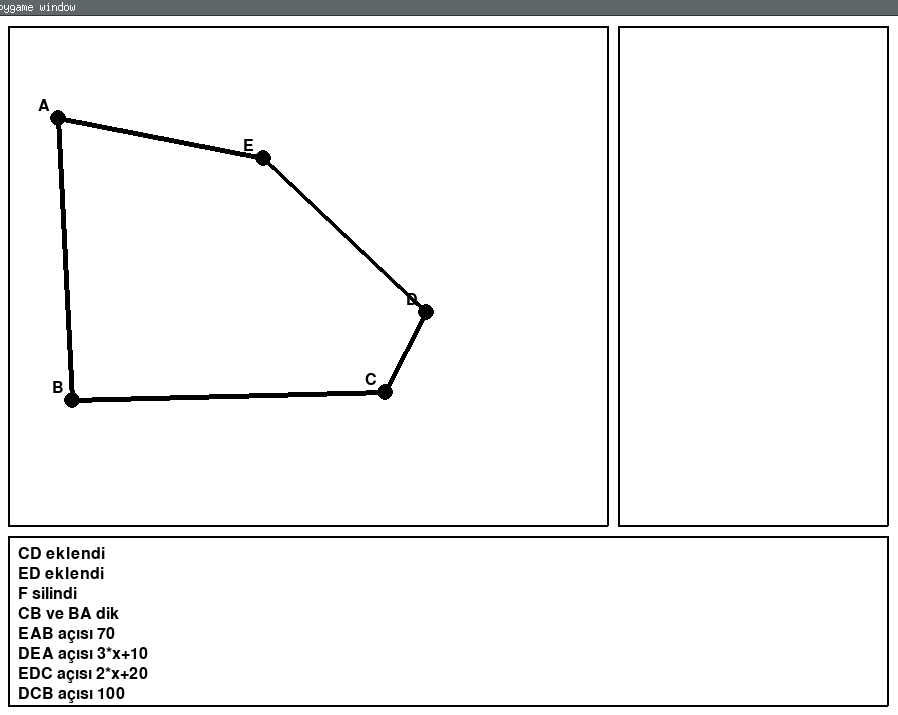 pygame window
A
E
D
C
B
CD eklendi
ED eklendi
F silindi
CB ve BA dik
EAB açısı 70
DEA açısı 3*x+10
EDC açısı 2*x+20
DCB açısı 100